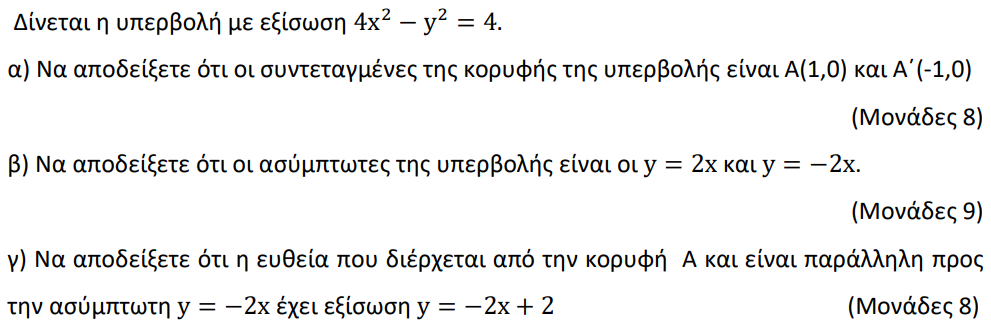 Δίνεται η υπερβολή με εξίσωση 4x² − y² = 4.
α) Να αποδείξετε ότι οι συντεταγμένες της κορυφής της υπερβολής είναι Α(1,0) και Α΄(-1,0)
(Μονάδες 8)
β) Να αποδείξετε ότι οι ασύμπτωτες της υπερβολής είναι οι y = 2x και y = −2x.
(Μονάδες 9)
γ) Να αποδείξετε ότι η ευθεία που διέρχεται από την κορυφή Α και είναι παράλληλη προς
την ασύμπτωτη y = −2x έχει εξίσωση y = −2x + 2 (Μονάδες 8)